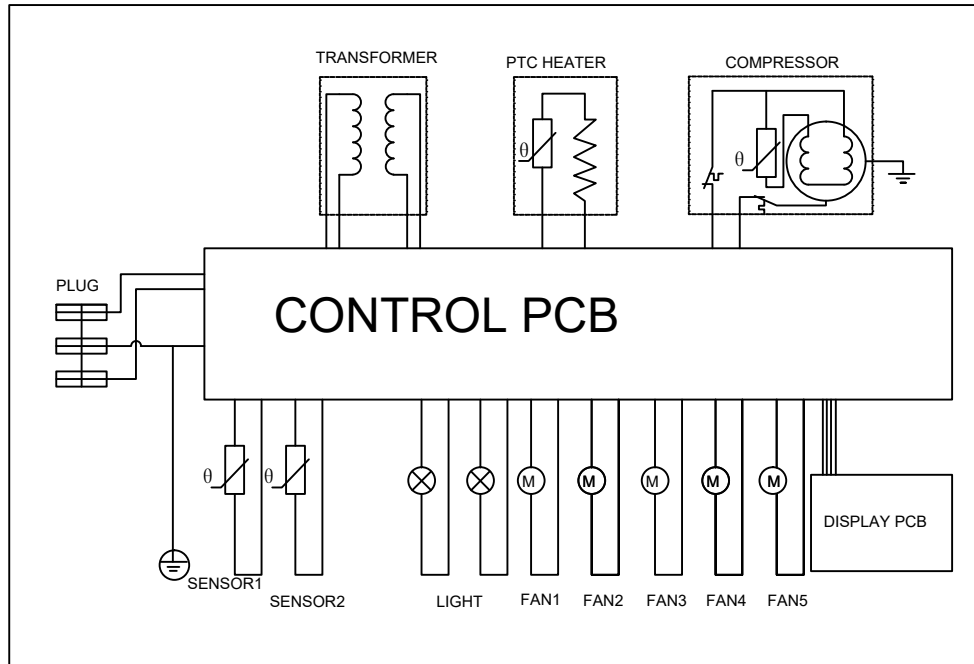 TRANSFORMER
PTC HEATER
COMPRESSOR
θ
θ
PLUG
CONTROL PCB
θ
θ
M
M
M
M
M
DISPLAY PCB
SENSOR1
SENSOR2
LIGHT
FAN1
FAN2
FAN3
FAN4
FAN5